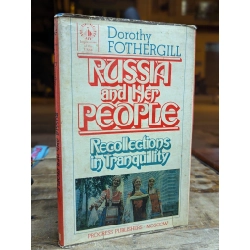 Dorothy
FOTHERGILL
RUSSIA
and Her
PEOPLE
Recollections
in Tranquillity
PROGRESS PUBLISHERS • MOSCOW